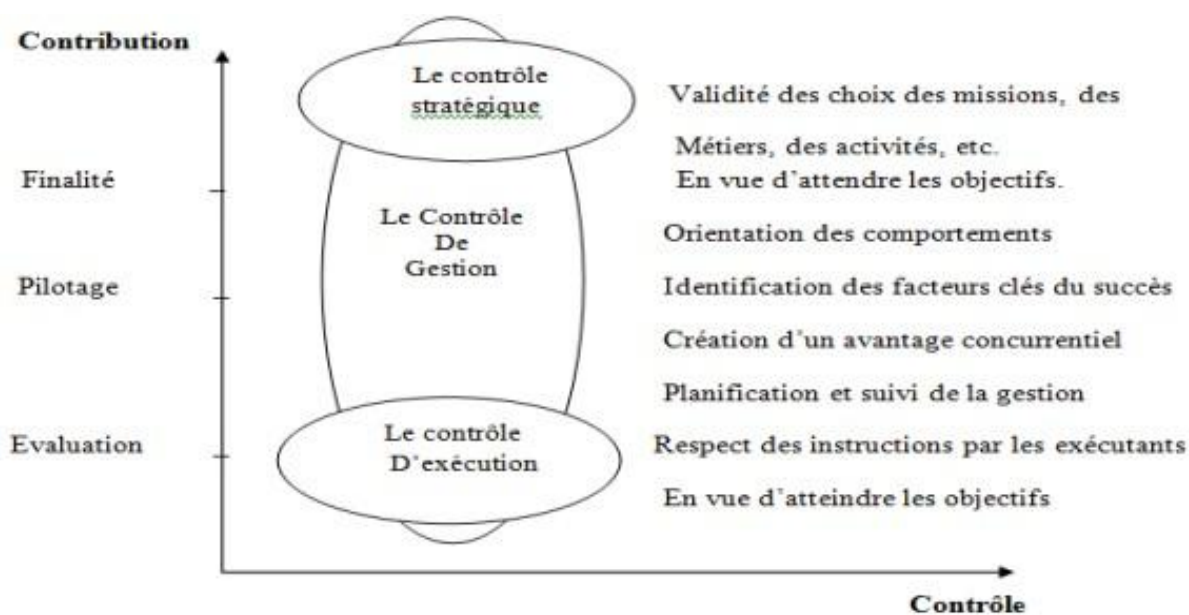 Contribution
Le contrôle
stratégique
Validité des choix des missions, des
Métiers, des activités, etc.
Finalité
En vue d'attendre les objectifs.
Le Contrôle
De
Gestion
Orientation des comportements
Pilotage
Identification des facteurs clés du succès
Création d'un avantage concurrentiel
Planification et suivi de la gestion
Evaluation
Le contrôle
D'exécution
Respect des instructions par les exécutants
En vue d'atteindre les objectifs
Contrôle